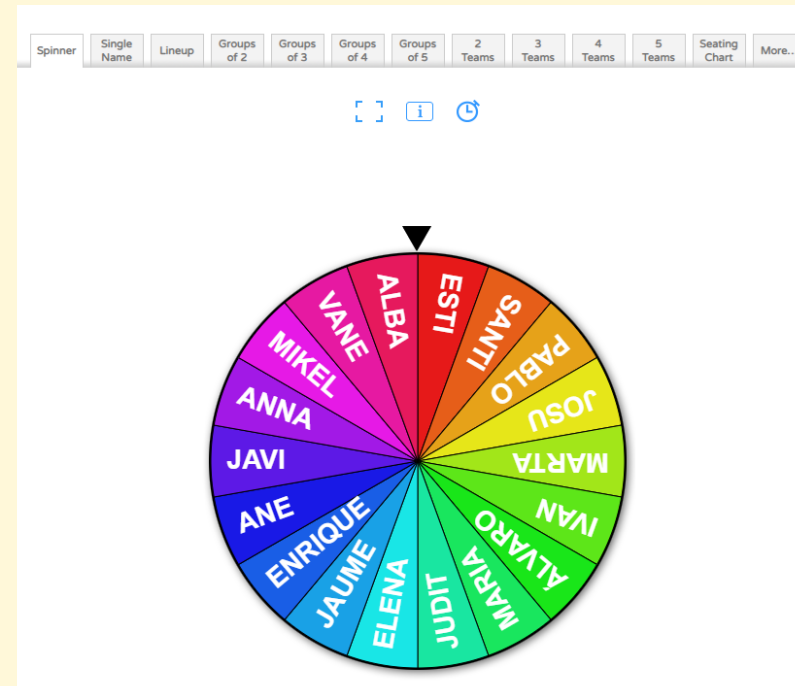 Spinner
Single
Name
Lineup
Groups
of 2
Groups
of 3
Groups
of 4
Groups
of 5
2
Teams
3
Teams
4
Teams
5
Teams
Seating
Chart
More...
i
ESTI
SANTI
PABLO
JOSU
MARTA
IVAN
ÁLVARO
MARIA
JUDIT
ELENA
JAUME
ENRIQUE
ANE
JAVI
ANNA
MIKEL
VANE
ALBA